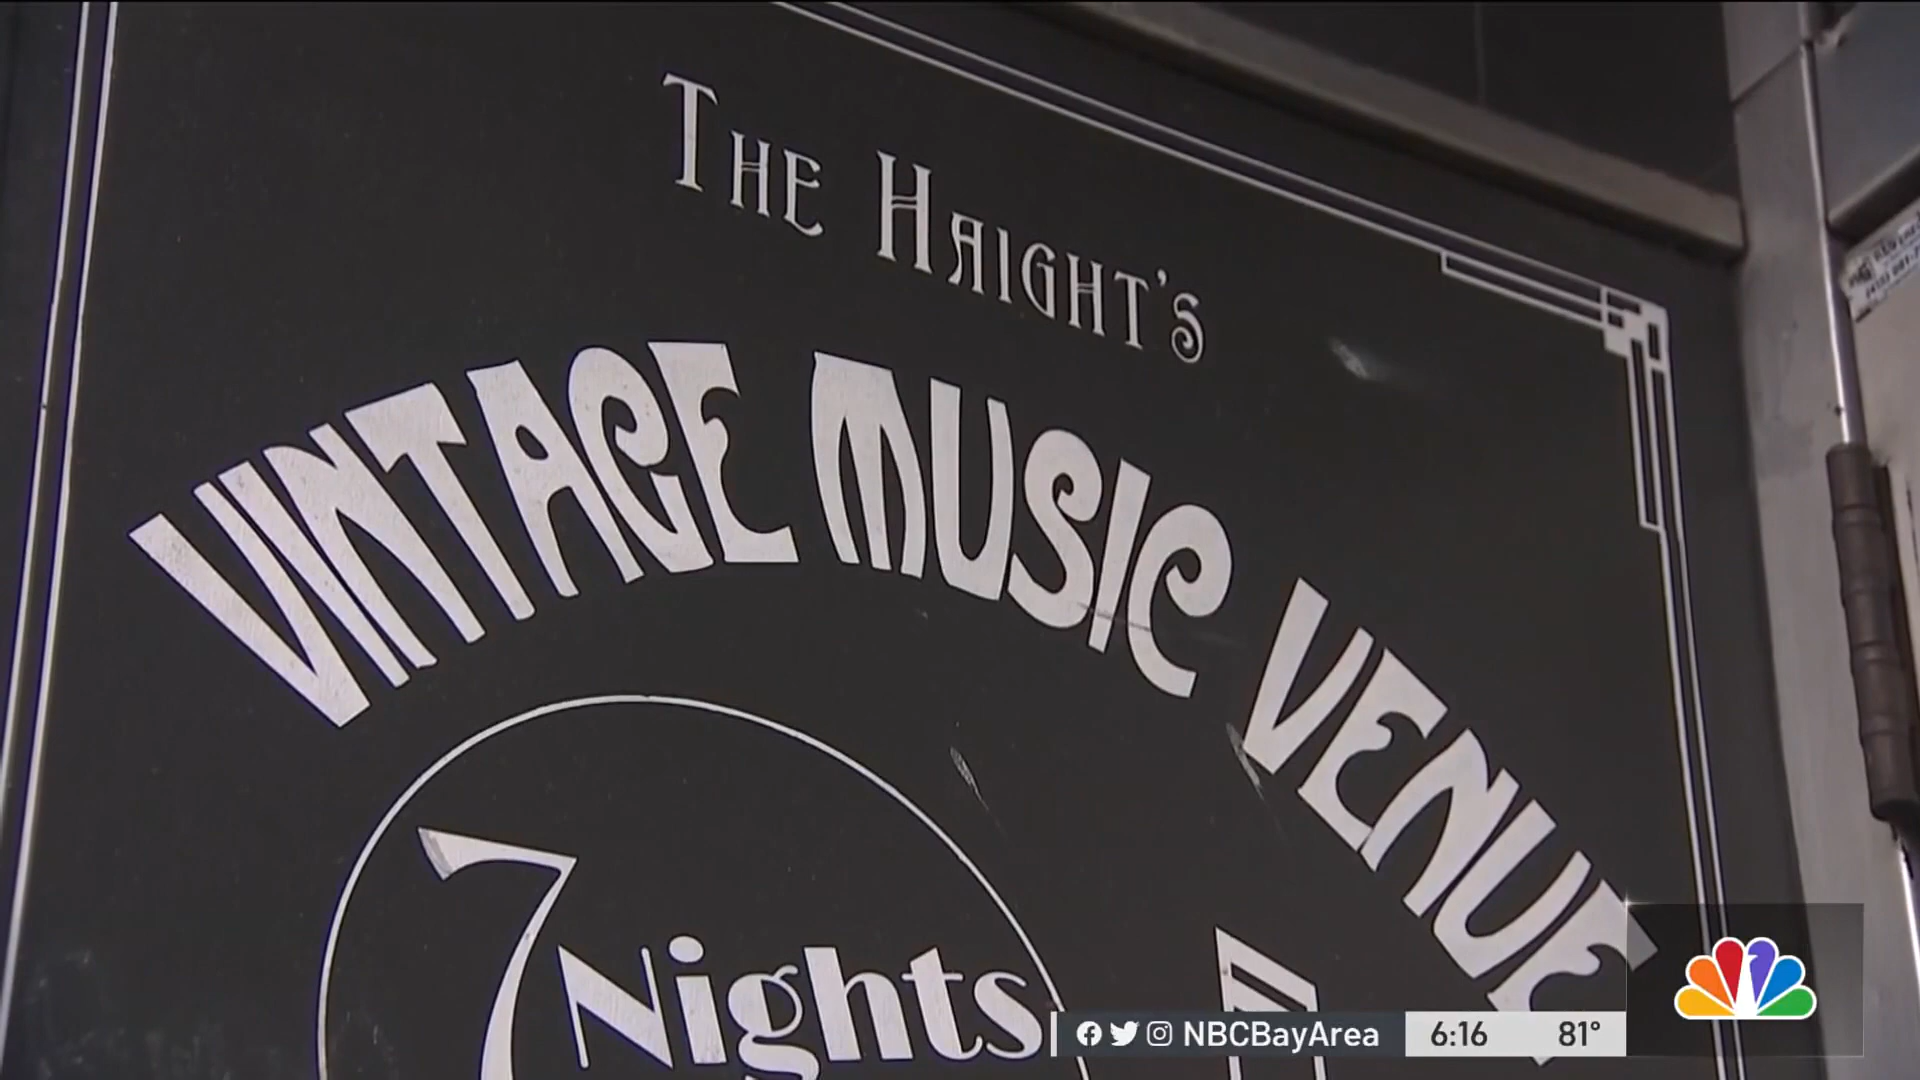 The Haight's
VINTAGE MUSIC VENUE
7 Nights
NBCBayArea
6:16 81°